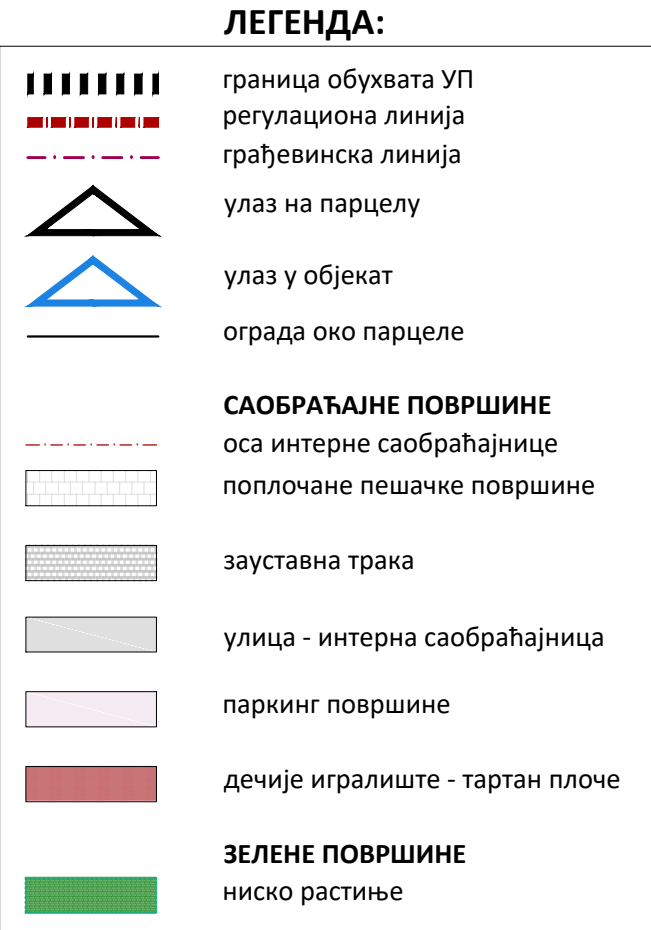 ЛЕГЕНДА:
граница обухвата УП
регулациона линија
грађевинска линија
улаз на парцелу
улаз у објекат
ограда око парцеле
САОБРАЋАЈНЕ ПОВРШИНЕ
оса интерне саобраћајнице
поплочане пешачке површине
зауставна трака
улица - интерна саобраћајница
паркинг површине
дечије игралиште - тартан плоче
ЗЕЛЕНЕ ПОВРШИНЕ
ниско растиње